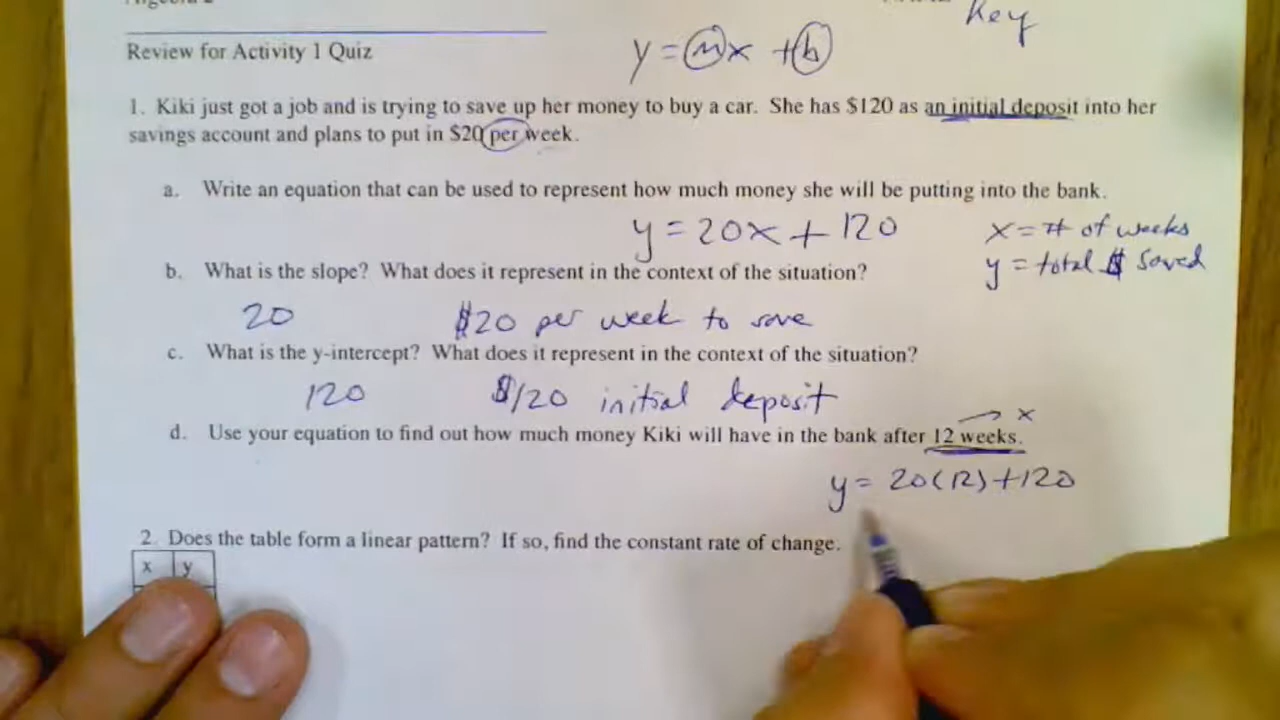 Key
Review for Activity 1 Quiz
y = mx + b
1. Kiki just got a job and is trying to save up her money to buy a car. She has $120 as an initial deposit into her
savings account and plans to put in $20 per week.
a. Write an equation that can be used to represent how much money she will be putting into the bank.
y = 20x + 120
x = # of weeks
y = total $ saved
b. What is the slope? What does it represent in the context of the situation?
20 $20 per week to save
c. What is the y-intercept? What does it represent in the context of the situation?
120 $120 initial deposit
x
d. Use your equation to find out how much money Kiki will have in the bank after 12 weeks.
y = 20(12)+120
2. Does the table form a linear pattern? If so, find the constant rate of change.
x y